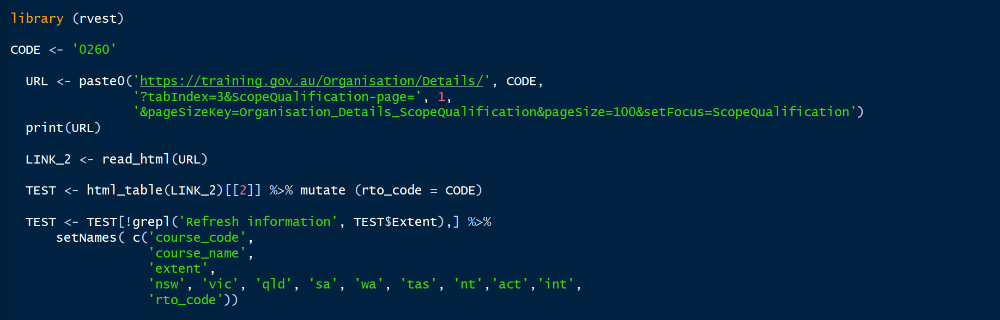 library (rvest)
CODE <- '0260'
URL <- paste0('https://training.gov.au/Organisation/Details/', CODE,
'?tabIndex=3&ScopeQualification-page=', 1,
'&pageSizeKey=Organisation_Details_ScopeQualification&pageSize=100&setFocus=ScopeQualification')
print(URL)
LINK_2 <- read_html(URL)
TEST <- html_table(LINK_2)[[2]] %>% mutate (rto_code = CODE)
TEST <- TEST[!grepl('Refresh information', TEST$Extent),] %>%
setNames( c('course_code',
'course_name',
'extent',
'nsw', 'vic', 'qld', 'sa', 'wa', 'tas', 'nt','act','int',
'rto_code'))